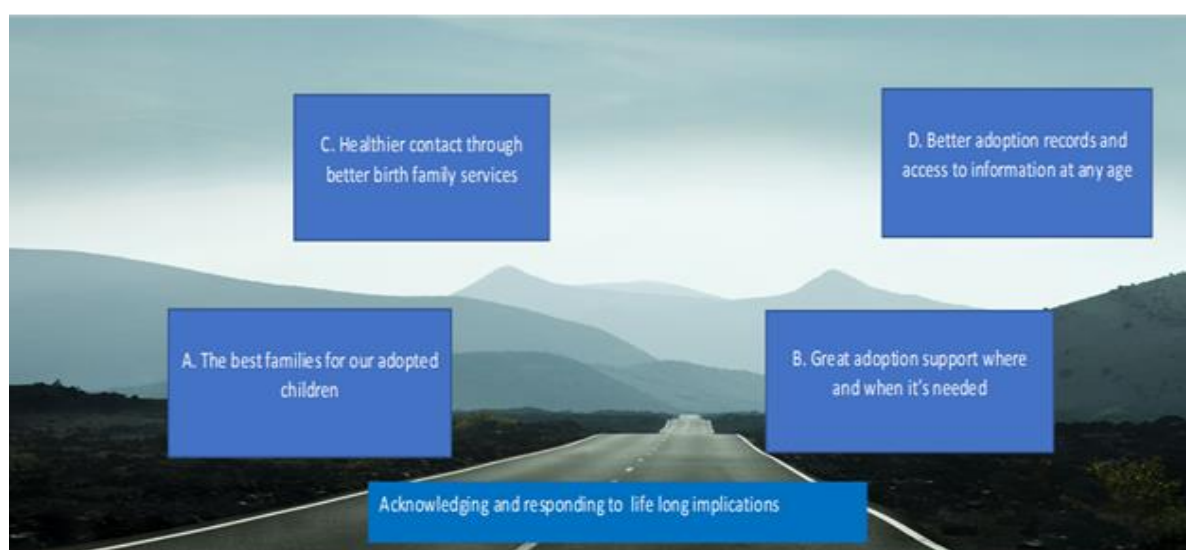 C. Healthier contact through
better birth family services
D. Better adoption records and
access to information at any age
A. The best families for our adopted
children
B. Great adoption support where
and when it's needed
Acknowledging and responding to life long implications